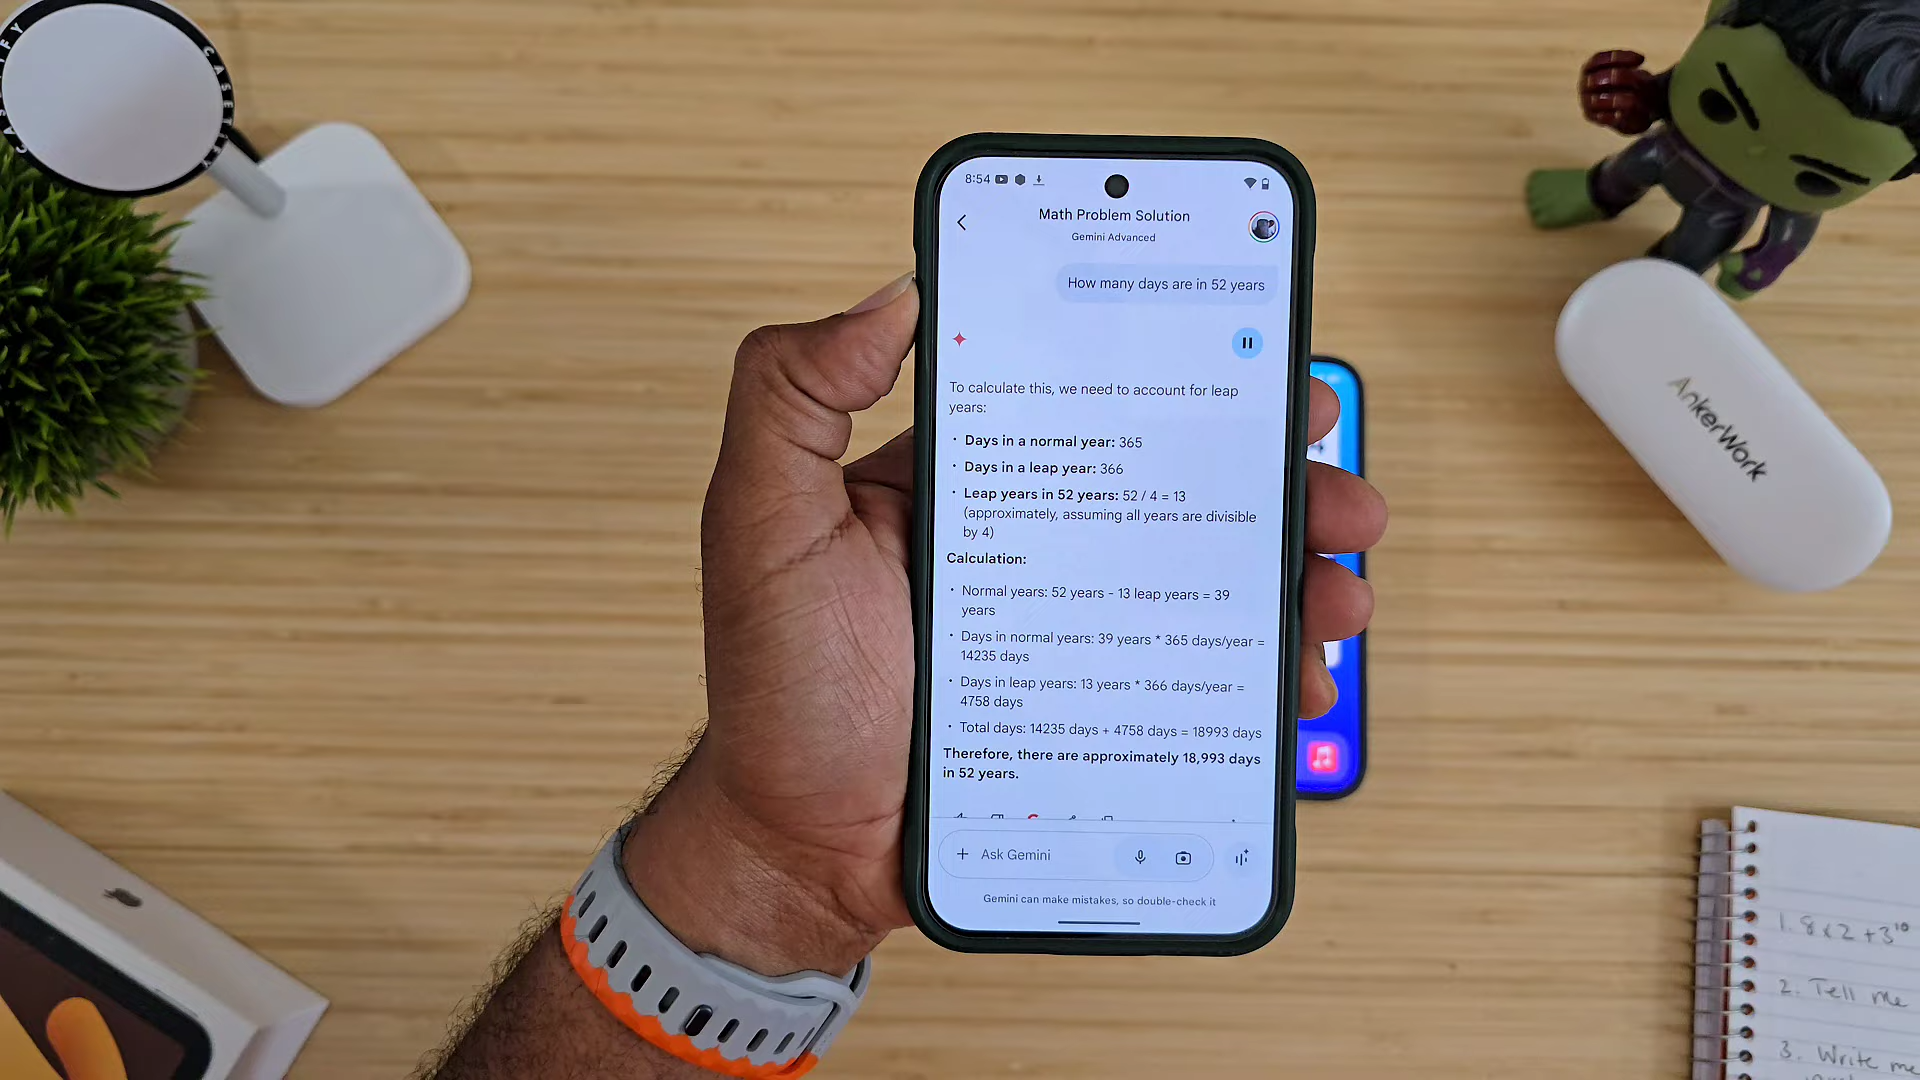 CASETIFY
8:54
Math Problem Solution
Gemini Advanced
How many days are in 52 years
To calculate this, we need to account for leap
years:
· Days in a normal year: 365
· Days in a leap year: 366
· Leap years in 52 years: 52 / 4 = 13
(approximately, assuming all years are divisible
by 4)
Calculation:
· Normal years: 52 years - 13 leap years = 39
years
· Days in normal years: 39 years * 365 days/year =
14235 days
· Days in leap years: 13 years * 366 days/year =
4758 days
· Total days: 14235 days + 4758 days = 18993 days
Therefore, there are approximately 18,993 days
in 52 years.
+ Ask Gemini
Gemini can make mistakes, so double-check it
AnkerWork
1. 8x2+3¹⁰
2. Tell me
3. Write me